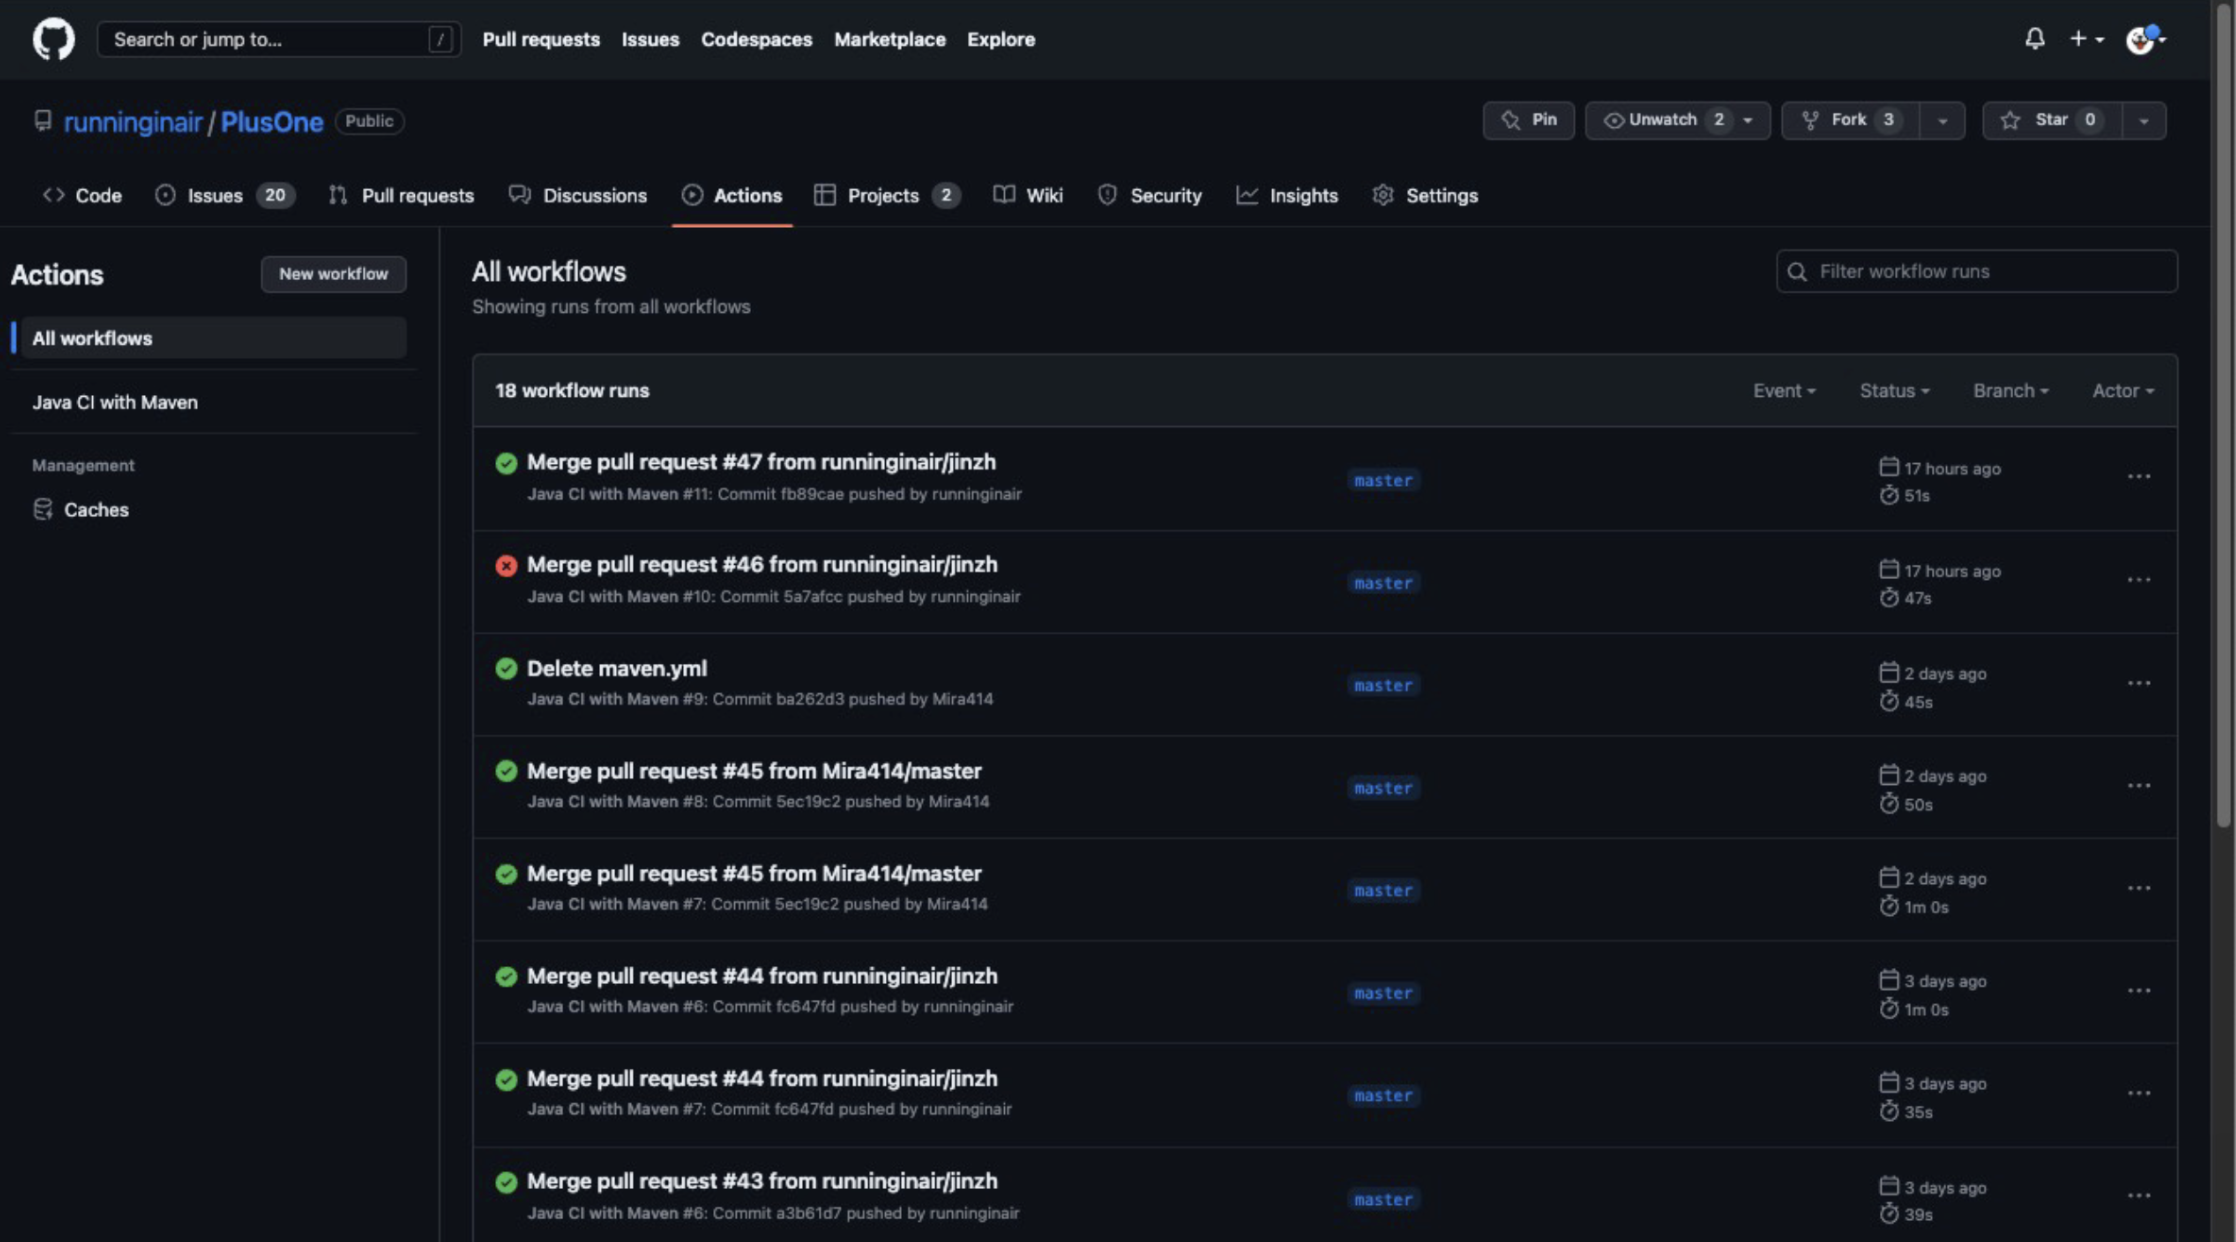 Search or jump to...
/
Pull requests
Issues
Codespaces
Marketplace
Explore
runninginair / PlusOne
Public
Pin
Unwatch 2
Fork 3
Star 0
Code
Issues 20
Pull requests
Discussions
Actions
Projects 2
Wiki
Security
Insights
Settings
Actions
New workflow
All workflows
Java CI with Maven
Management
Caches
All workflows
Showing runs from all workflows
Filter workflow runs
18 workflow runs
Event
Status
Branch
Actor
Merge pull request #47 from runninginair/jinzh
Java CI with Maven #11: Commit fb89cae pushed by runninginair
master
17 hours ago
51s
Merge pull request #46 from runninginair/jinzh
Java CI with Maven #10: Commit 5a7afcc pushed by runninginair
master
17 hours ago
47s
Delete maven.yml
Java CI with Maven #9: Commit ba262d3 pushed by Mira414
master
2 days ago
45s
Merge pull request #45 from Mira414/master
Java CI with Maven #8: Commit 5ec19c2 pushed by Mira414
master
2 days ago
50s
Merge pull request #45 from Mira414/master
Java CI with Maven #7: Commit 5ec19c2 pushed by Mira414
master
2 days ago
1m 0s
Merge pull request #44 from runninginair/jinzh
Java CI with Maven #6: Commit fc647fd pushed by runninginair
master
3 days ago
1m 0s
Merge pull request #44 from runninginair/jinzh
Java CI with Maven #7: Commit fc647fd pushed by runninginair
master
3 days ago
35s
Merge pull request #43 from runninginair/jinzh
Java CI with Maven #6: Commit a3b61d7 pushed by runninginair
master
3 days ago
39s